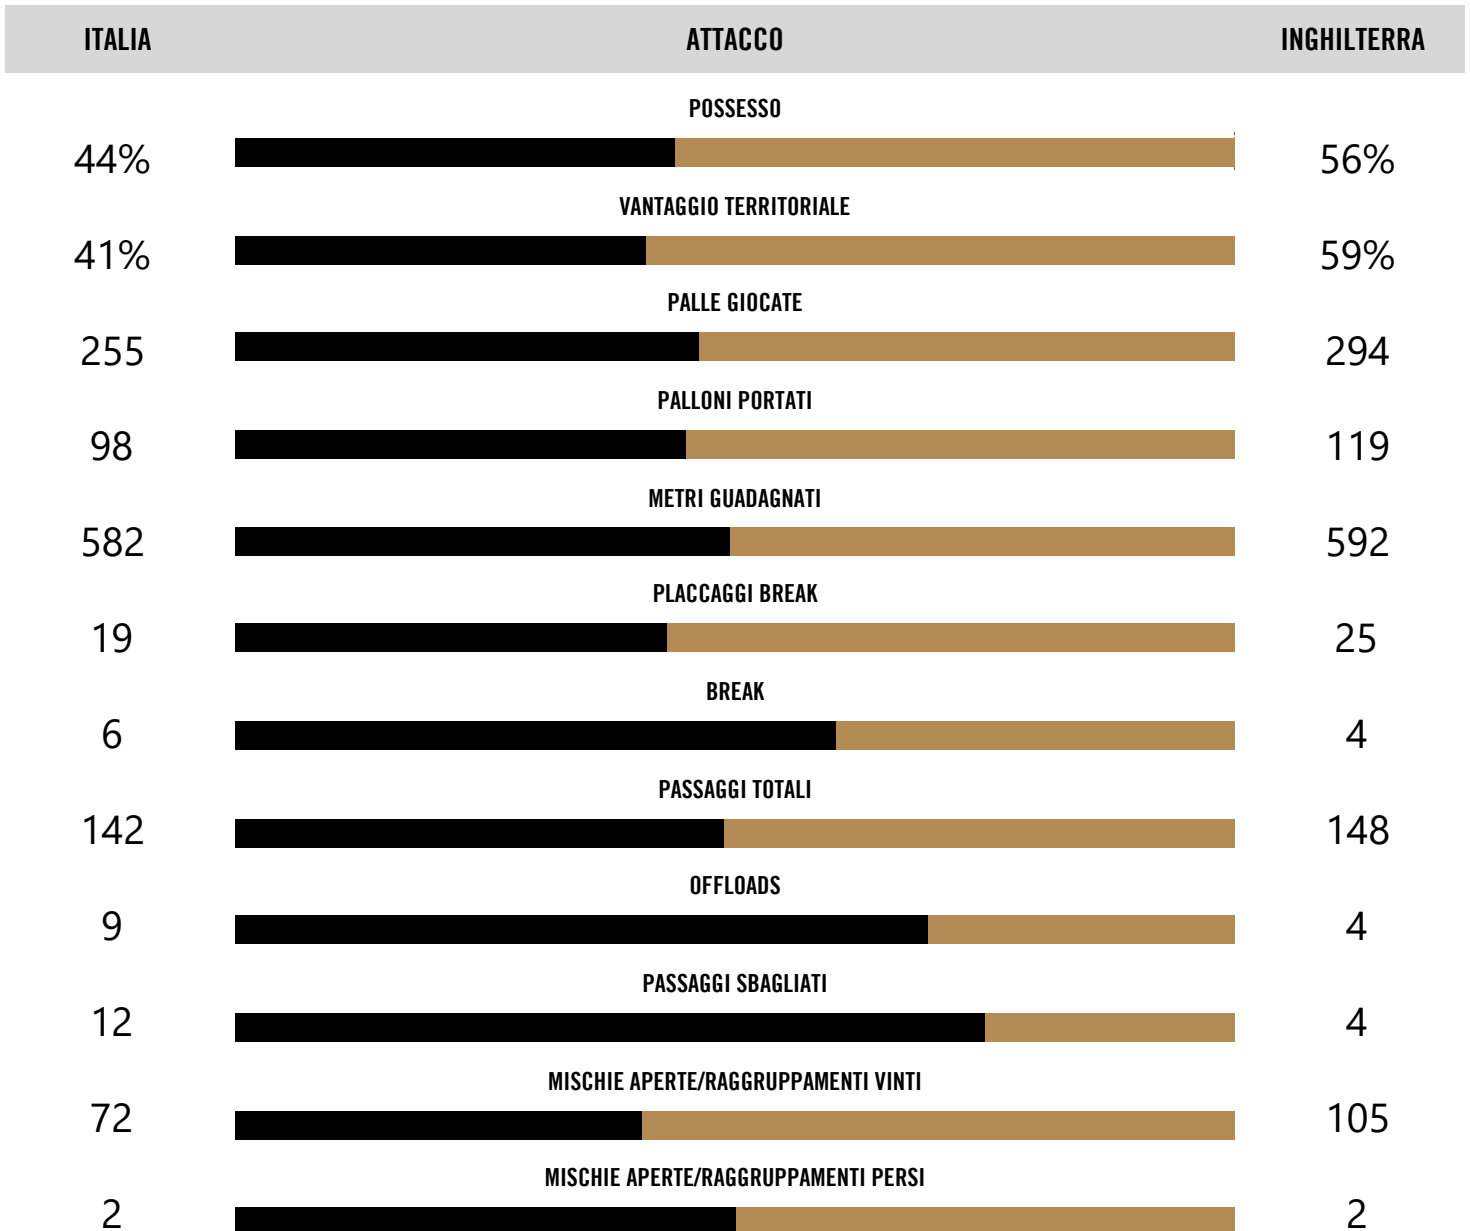 ITALIA ATTACCO INGHILTERRA
POSSESSO
44% 56%
VANTAGGIO TERRITORIALE
41% 59%
PALLE GIOCATE
255 294
PALLONI PORTATI
98 119
METRI GUADAGNATI
582 592
PLACCAGGI BREAK
19 25
BREAK
6 4
PASSAGGI TOTALI
142 148
OFFLOADS
9 4
PASSAGGI SBAGLIATI
12 4
MISCHIE APERTE/RAGGRUPPAMENTI VINTI
72 105
MISCHIE APERTE/RAGGRUPPAMENTI PERSI
2 2